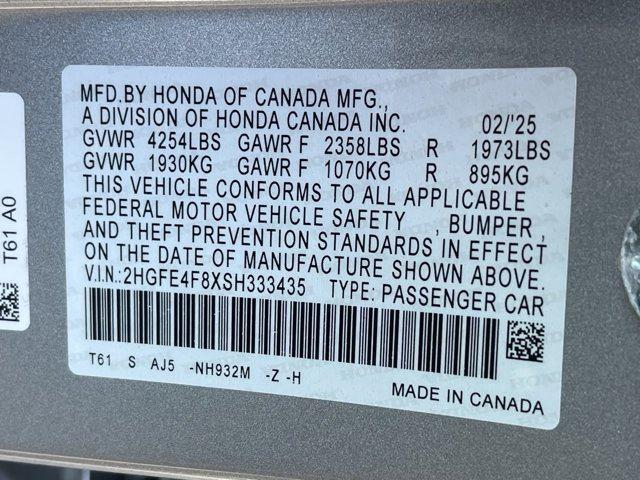 MFD.BY HONDA OF CANADA MFG.,
A DIVISION OF HONDA CANADA INC. 02/'25
GVWR 4254LBS GAWR F 2358LBS R 1973LBS
GVWR 1930KG GAWR F 1070KG R 895KG
THIS VEHICLE CONFORMS TO ALL APPLICABLE
FEDERAL MOTOR VEHICLE SAFETY , BUMPER ,
AND THEFT PREVENTION STANDARDS IN EFFECT
ON THE DATE OF MANUFACTURE SHOWN ABOVE.
V.I.N.:2HGFE4F8XSH333435 TYPE: PASSENGER CAR
T61 S AJ5 -NH932M -Z -H
MADE IN CANADA
T61 A0